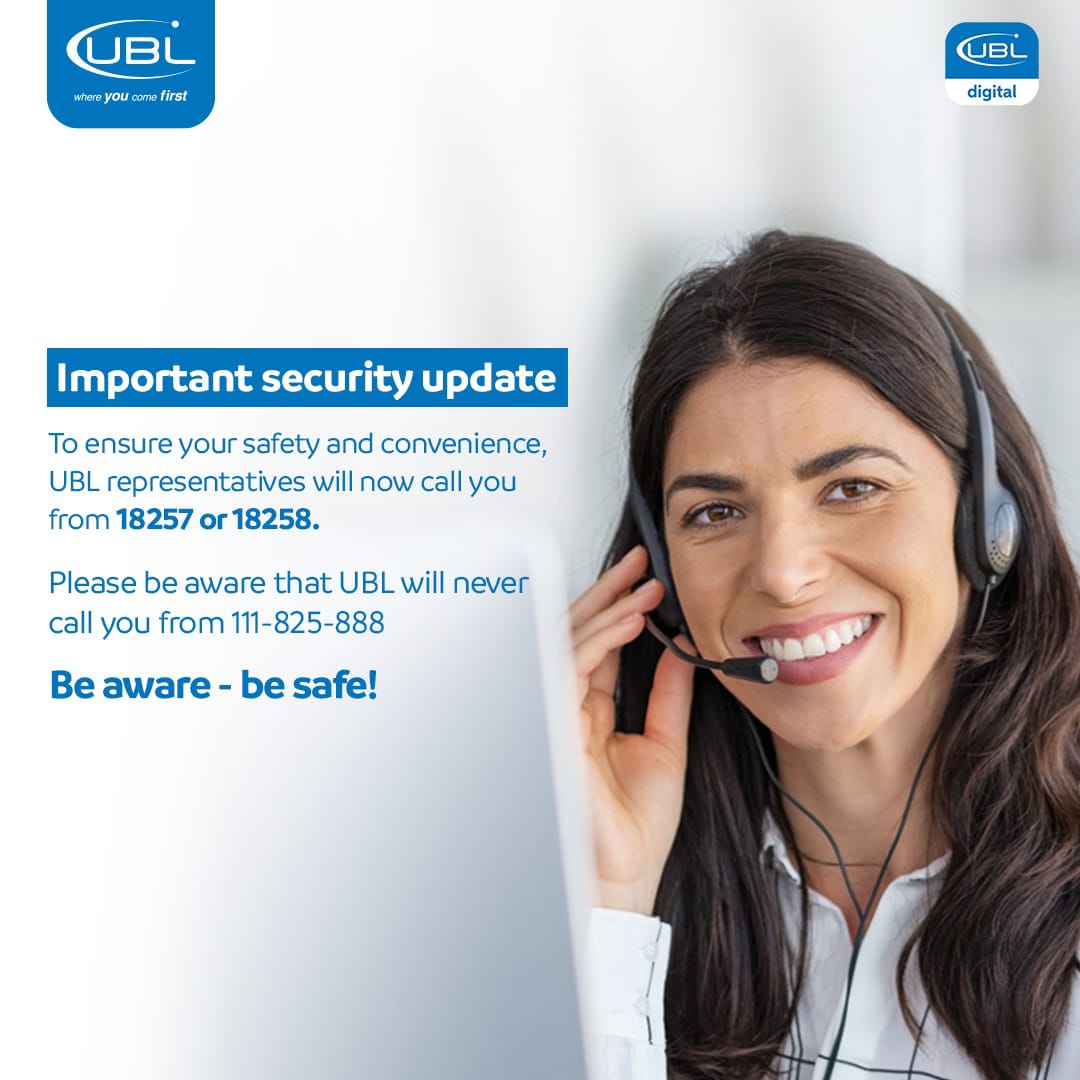 UBL
where you come first
UBL
digital
Important security update
To ensure your safety and convenience,
UBL representatives will now call you
from 18257 or 18258.
Please be aware that UBL will never
call you from 111-825-888
Be aware - be safe!